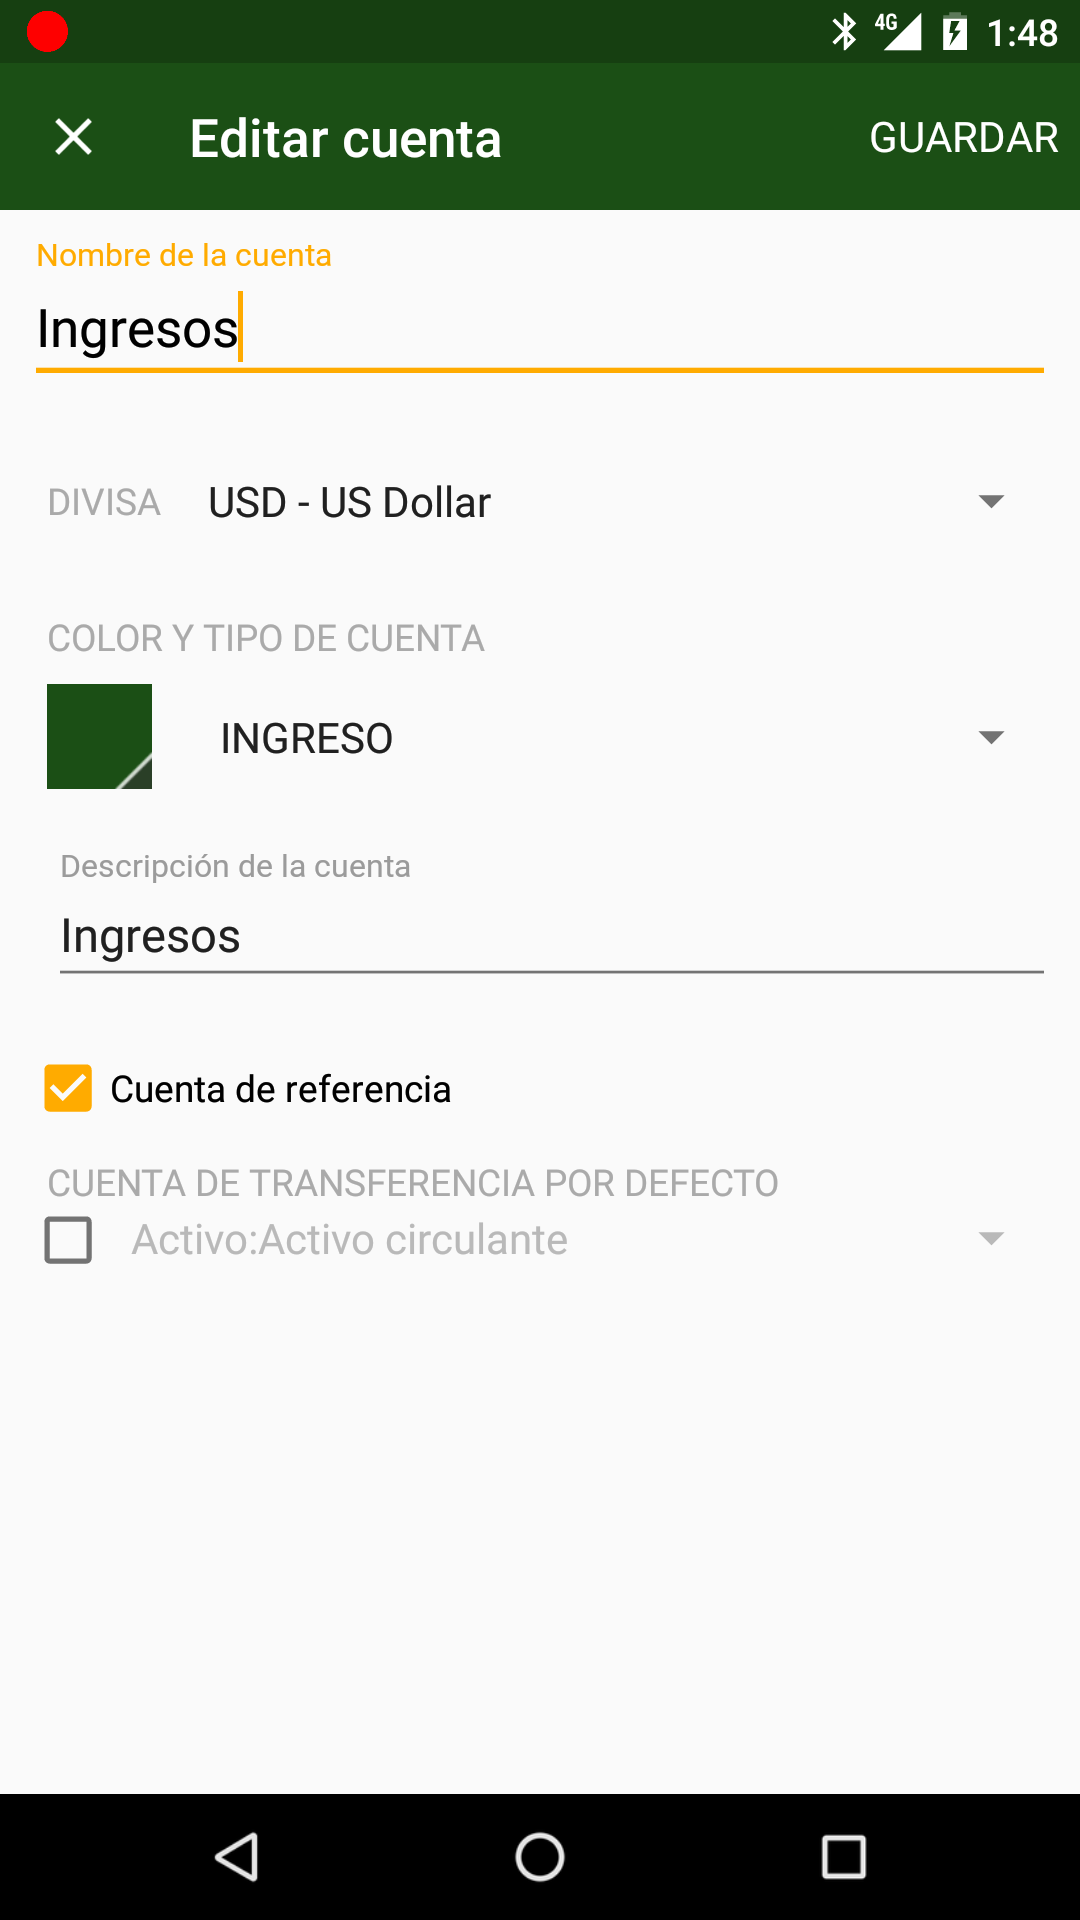 4G 1:48
Editar cuenta GUARDAR
Nombre de la cuenta
Ingresos
DIVISA USD - US Dollar
COLOR Y TIPO DE CUENTA
INGRESO
Descripción de la cuenta
Ingresos
Cuenta de referencia
CUENTA DE TRANSFERENCIA POR DEFECTO
Activo:Activo circulante